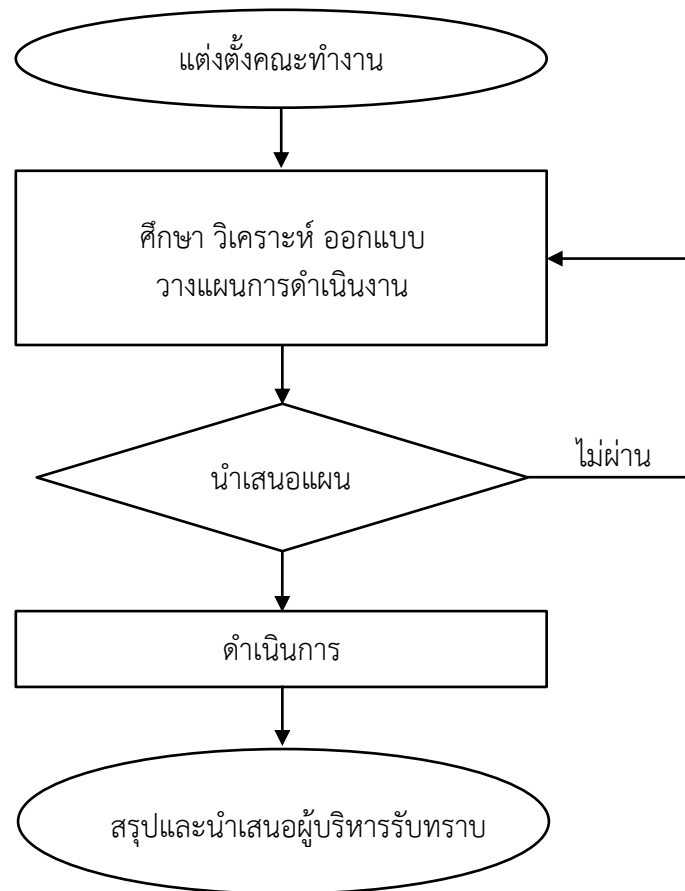 แต่งตั้งคณะทำงาน
ศึกษา วิเคราะห์ ออกแบบ
วางแผนการดำเนินงาน
ไม่ผ่าน
นำเสนอแผน
ดำเนินการ
สรุปและนำเสนอผู้บริหารรับทราบ